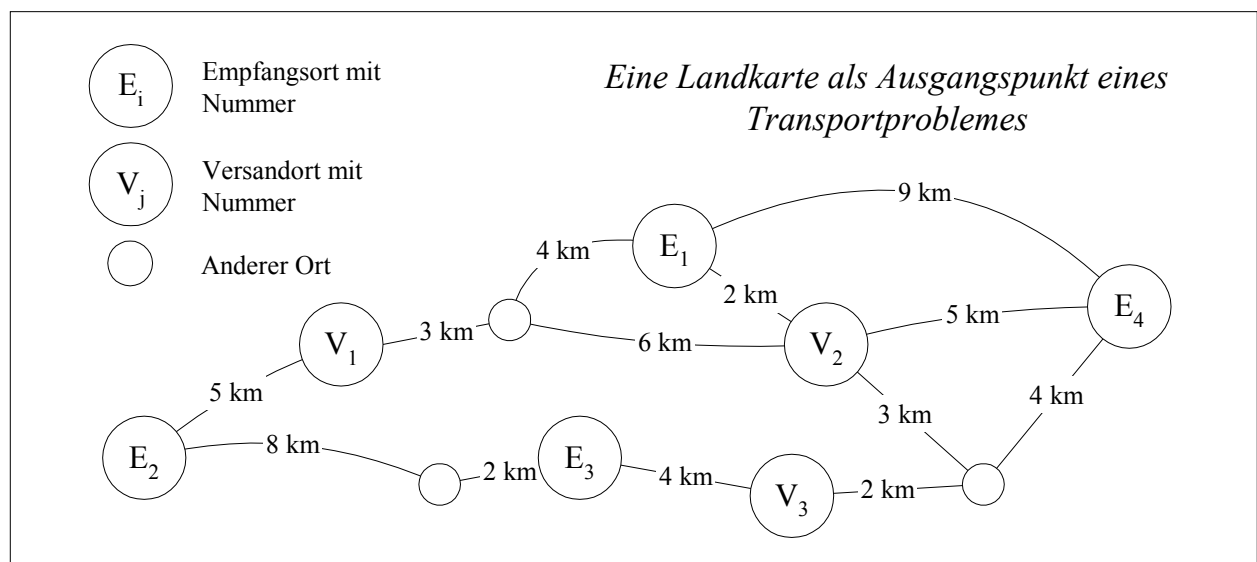 Eine Landkarte als Ausgangspunkt eines
Transportproblemes
E_i
Empfangsort mit
Nummer
V_j
Versandort mit
Nummer
Anderer Ort
9 km
4 km
E_1
2 km
E_4
V_1
3 km
6 km
V_2
5 km
5 km
3 km
4 km
E_2
8 km
2 km
E_3
4 km
V_3
2 km